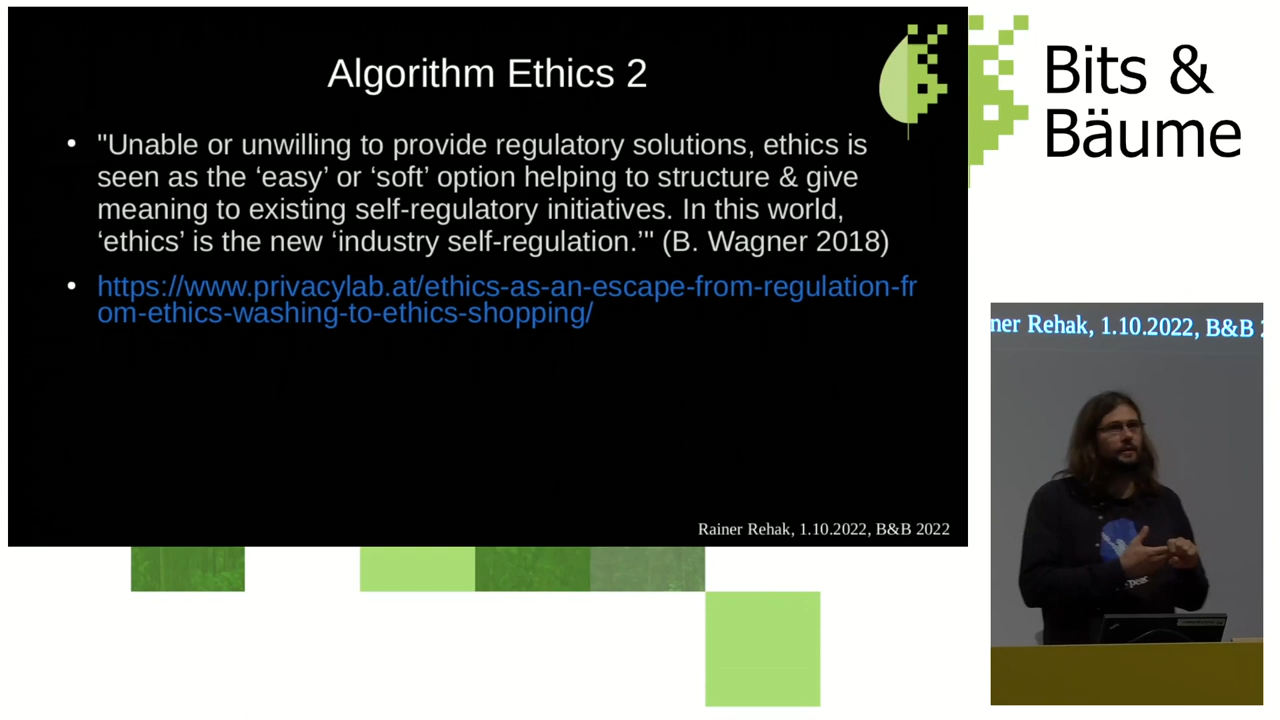 Algorithm Ethics 2
"Unable or unwilling to provide regulatory solutions, ethics is
seen as the ‘easy’ or ‘soft’ option helping to structure & give
meaning to existing self-regulatory initiatives. In this world,
‘ethics’ is the new ‘industry self-regulation.’" (B. Wagner 2018)
https://www.privacylab.at/ethics-as-an-escape-from-regulation-fr
om-ethics-washing-to-ethics-shopping/
Rainer Rehak, 1.10.2022, B&B 2022
Bits &
Bäume
ner Rehak, 1.10.2022, B&B